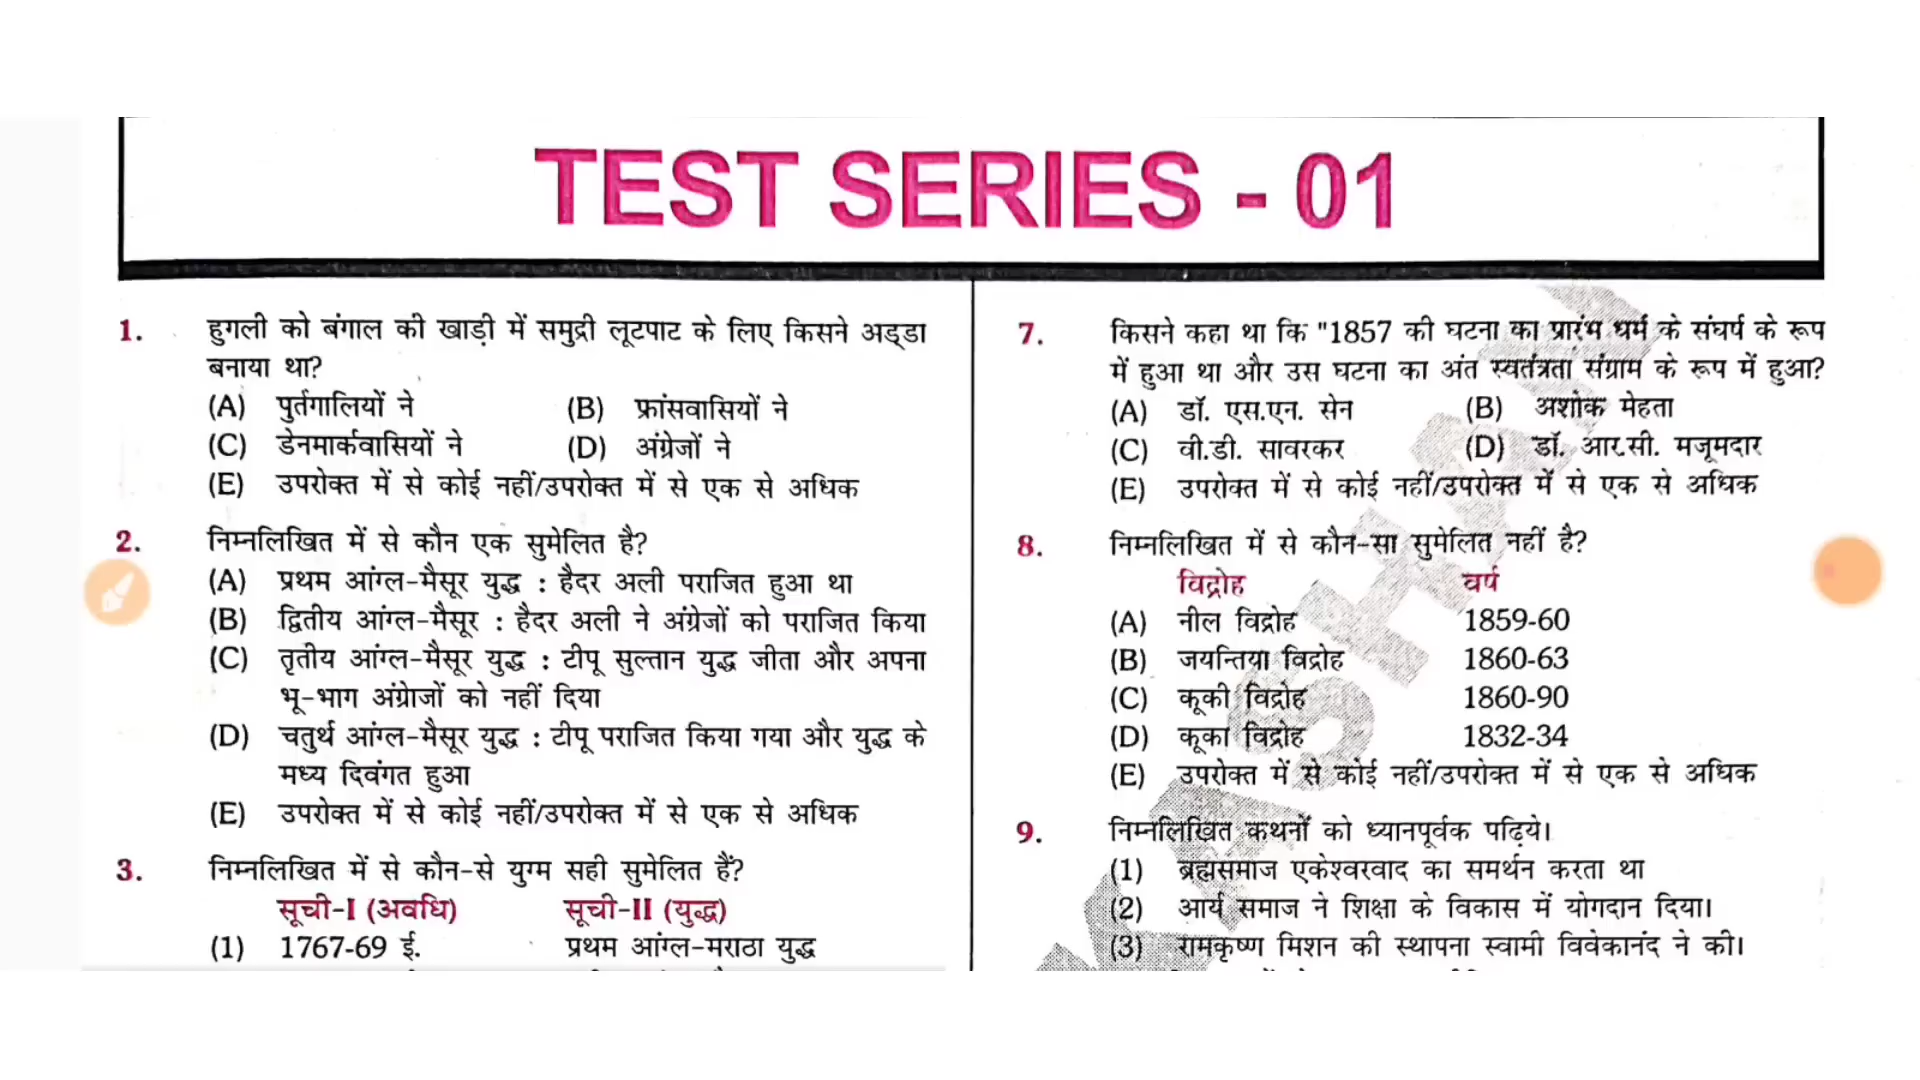 TEST SERIES - 01
1. हुगली को बंगाल की खाड़ी में समुद्री लूटपाट के लिए किसने अड्डा
बनाया था?
(A) पुर्तगालियों ने (B) फ्रांसवासियों ने
(C) डेनमार्कवासियों ने (D) अंग्रेजों ने
(E) उपरोक्त में से कोई नहीं/उपरोक्त में से एक से अधिक
2. निम्नलिखित में से कौन एक सुमेलित है?
(A) प्रथम आंग्ल-मैसूर युद्ध : हैदर अली पराजित हुआ था
(B) द्वितीय आंग्ल-मैसूर : हैदर अली ने अंग्रेजों को पराजित किया
(C) तृतीय आंग्ल-मैसूर युद्ध : टीपू सुल्तान युद्ध जीता और अपना
भू-भाग अंग्रेाजों को नहीं दिया
(D) चतुर्थ आंग्ल-मैसूर युद्ध : टीपू पराजित किया गया और युद्ध के
मध्य दिवंगत हुआ
(E) उपरोक्त में से कोई नहीं/उपरोक्त में से एक से अधिक
3. निम्नलिखित में से कौन-से युग्म सही सुमेलित हैं?
सूची-I (अवधि) सूची-II (युद्ध)
(1) 1767-69 ई. प्रथम आंग्ल-मराठा युद्ध
7. किसने कहा था कि "1857 की घटना का प्रारंभ धर्म के संघर्ष के रूप
में हुआ था और उस घटना का अंत स्वतंत्रता संग्राम के रूप में हुआ?
(A) डॉ. एस.एन. सेन (B) अशोक मेहता
(C) वी.डी. सावरकर (D) डॉ. आर.सी. मजूमदार
(E) उपरोक्त में से कोई नहीं/उपरोक्त में से एक से अधिक
8. निम्नलिखित में से कौन-सा सुमेलित नहीं है?
विद्रोह वर्ष
(A) नील विद्रोह 1859-60
(B) जयन्तिया विद्रोह 1860-63
(C) कूकी विद्रोह 1860-90
(D) कूका विद्रोह 1832-34
(E) उपरोक्त में से कोई नहीं/उपरोक्त में से एक से अधिक
9. निम्नलिखित कथनों को ध्यानपूर्वक पढ़िये।
(1) ब्रह्मसमाज एकेश्वरवाद का समर्थन करता था
(2) आर्य समाज ने शिक्षा के विकास में योगदान दिया।
(3) रामकृष्ण मिशन की स्थापना स्वामी विवेकानंद ने की।